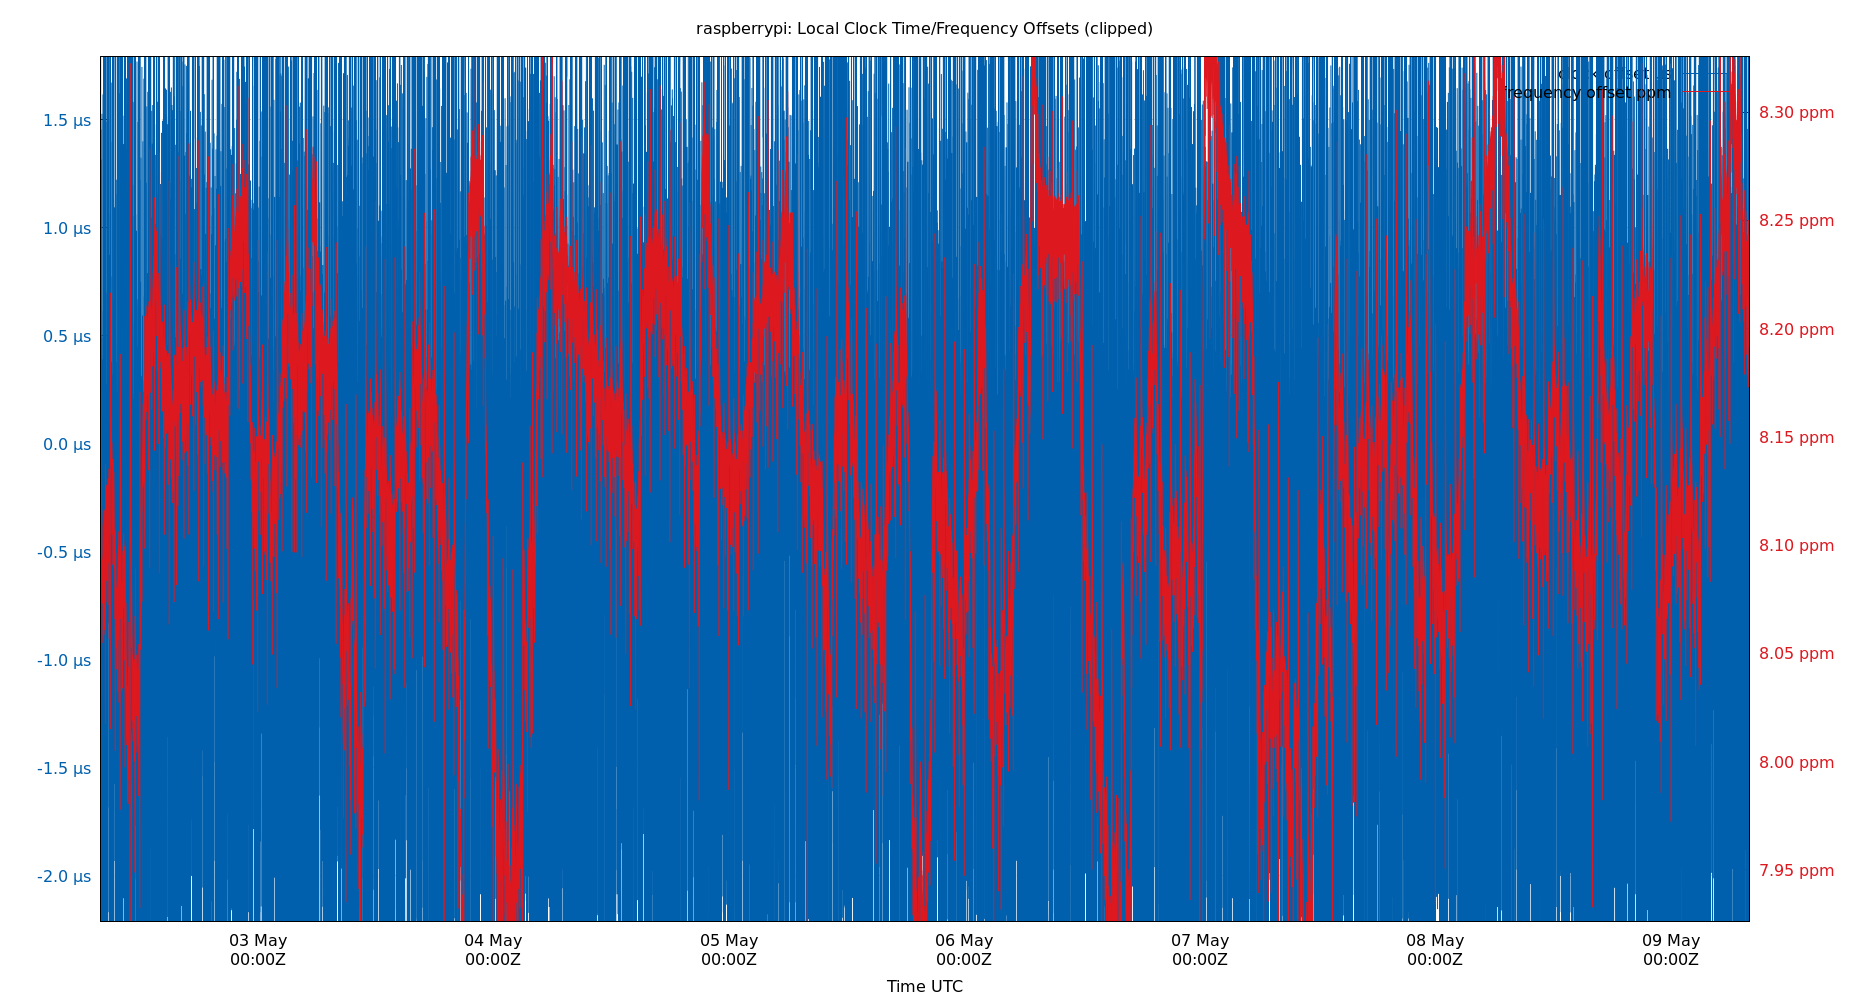 raspberrypi: Local Clock Time/Frequency Offsets (clipped)
clock offset
frequency offset ppm
1.5 µs
1.0 µs
0.5 µs
0.0 µs
-0.5 µs
-1.0 µs
-1.5 µs
-2.0 µs
8.30 ppm
8.25 ppm
8.20 ppm
8.15 ppm
8.10 ppm
8.05 ppm
8.00 ppm
7.95 ppm
03 May
00:00Z
04 May
00:00Z
05 May
00:00Z
06 May
00:00Z
07 May
00:00Z
08 May
00:00Z
09 May
00:00Z
Time UTC